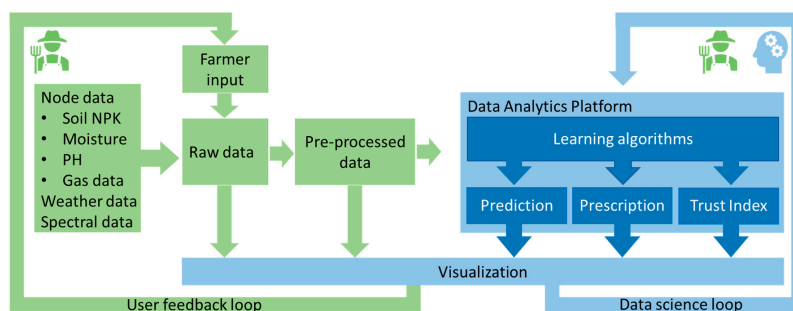 Farmer
input
Node data
• Soil NPK
• Moisture
• PH
• Gas data
Weather data
Spectral data
Raw data
Pre-processed
data
Data Analytics Platform
Learning algorithms
Prediction
Prescription
Trust Index
Visualization
User feedback loop
Data science loop